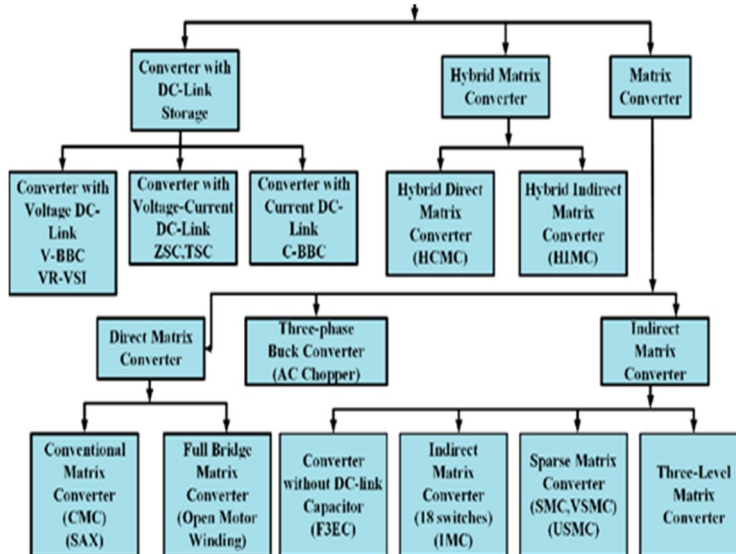 Converter with
DC-Link
Storage
Hybrid Matrix
Converter
Matrix
Converter
Converter with
Voltage DC-
Link
V-BBC
VR-VSI
Converter with
Voltage-Current
DC-Link
ZSC,TSC
Converter with
Current DC-
Link
C-BBC
Hybrid Direct
Matrix
Converter
(HCMC)
Hybrid Indirect
Matrix
Converter
(HIMC)
Direct Matrix
Converter
Three-phase
Buck Converter
(AC Chopper)
Indirect
Matrix
Converter
Conventional
Matrix
Converter
(CMC)
(SAX)
Full Bridge
Matrix
Converter
(Open Motor
Winding)
Converter
without DC-link
Capacitor
(F3EC)
Indirect
Matrix
Converter
(18 switches)
(IMC)
Sparse Matrix
Converter
(SMC,VSMC)
(USMC)
Three-Level
Matrix
Converter